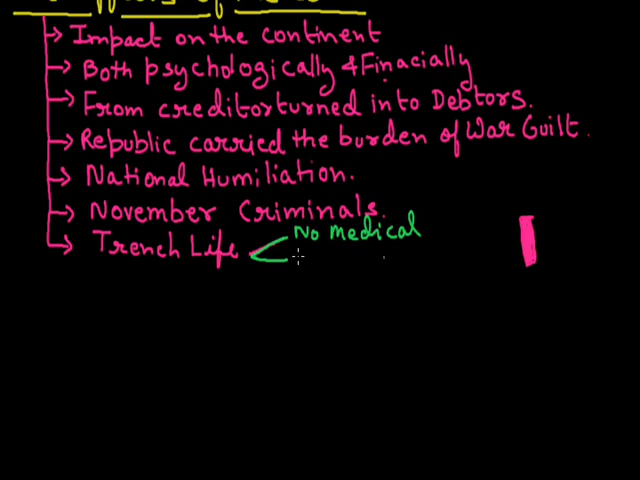 → Impact on the continent
→ Both psychologically & Finacially
→ From creditor turned into Debtors.
→ Republic carried the burden of War Guilt.
→ National Humiliation.
→ November Criminals.
→ Trench Life
No Medical